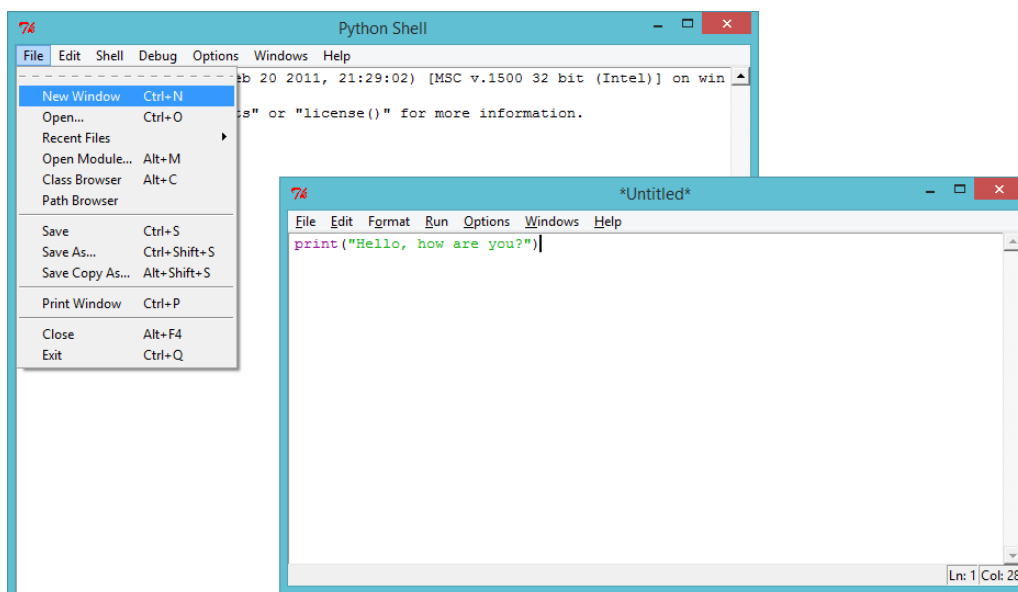 Python Shell
File Edit Shell Debug Options Windows Help
eb 20 2011, 21:29:02) [MSC v.1500 32 bit (Intel)] on win
New Window Ctrl+N
Open... Ctrl+O
s" or "license()" for more information.
Recent Files
Open Module... Alt+M
Class Browser Alt+C
Path Browser
Save Ctrl+S
Save As... Ctrl+Shift+S
Save Copy As... Alt+Shift+S
Print Window Ctrl+P
Close Alt+F4
Exit Ctrl+Q
*Untitled*
File Edit Format Run Options Windows Help
print("Hello, how are you?")
Ln: 1 Col: 28